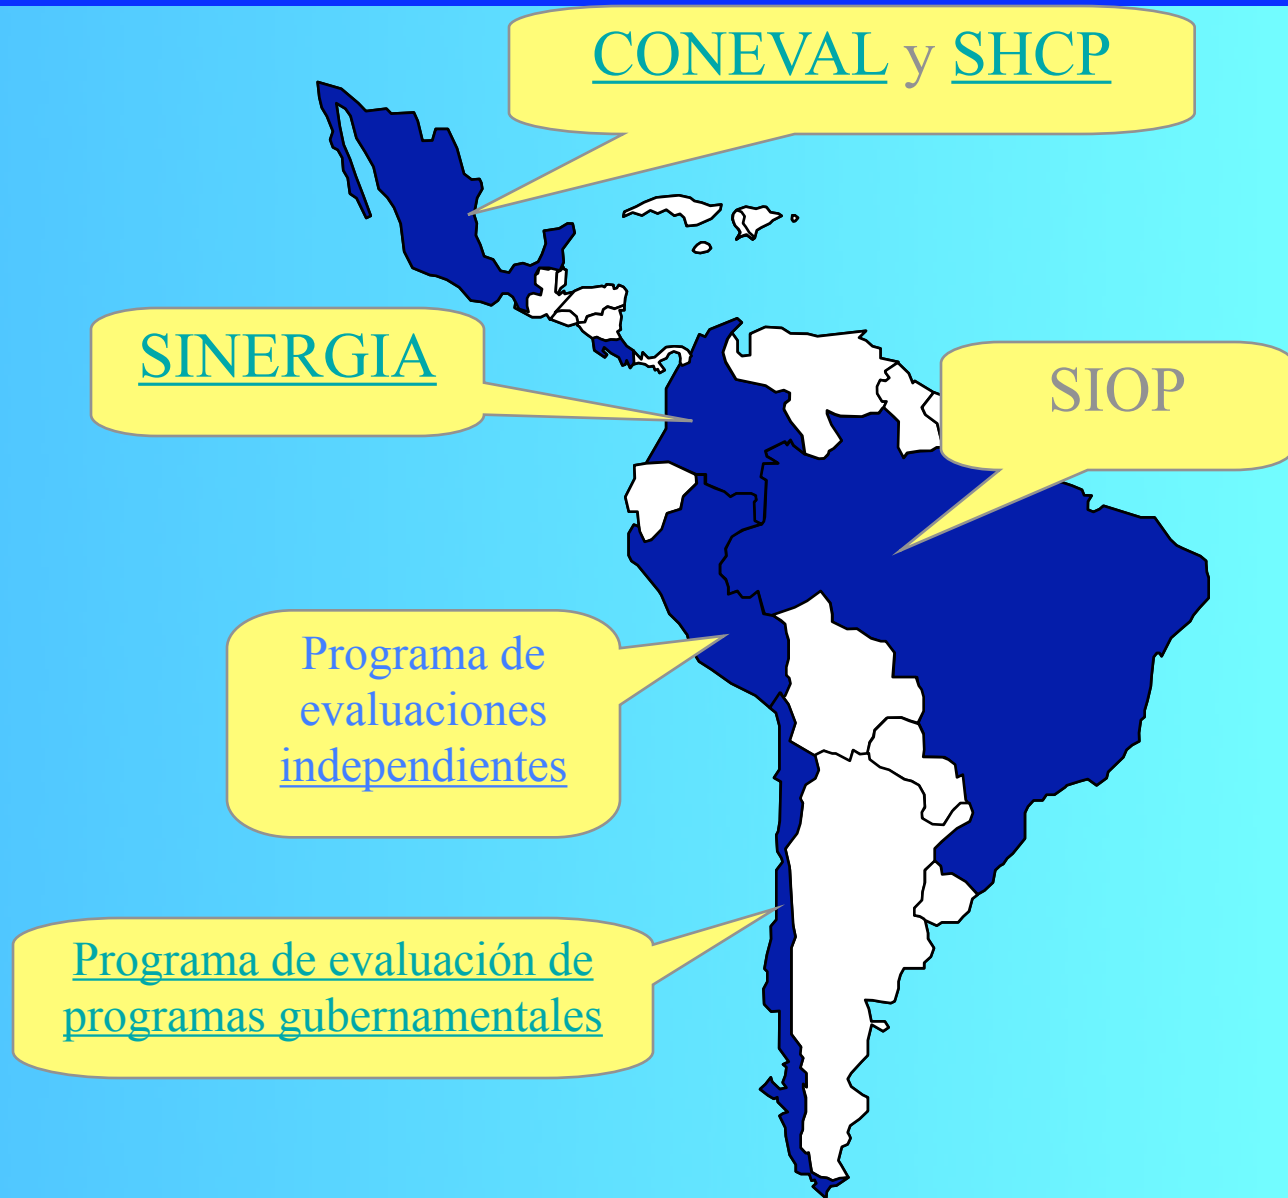 CONEVAL y SHCP
SINERGIA
SIOP
Programa de
evaluaciones
independientes
Programa de evaluación de
programas gubernamentales